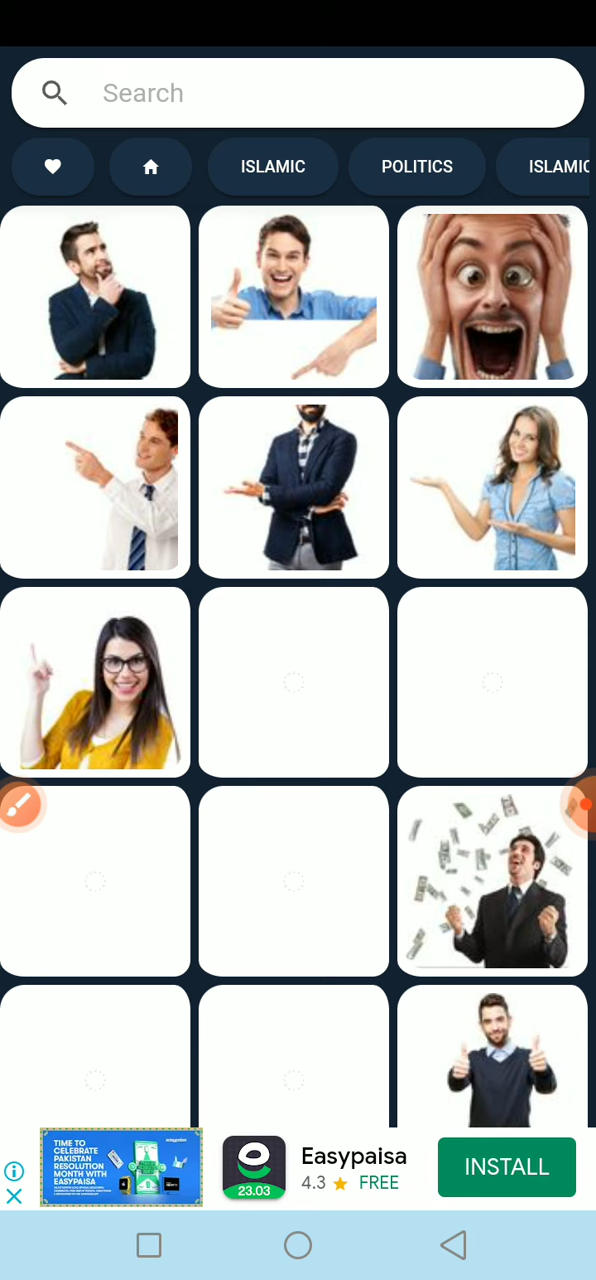 Search
ISLAMIC
POLITICS
ISLAMIC
TIME TO
CELEBRATE
PAKISTAN
RESOLUTION
MONTH WITH
EASYPAISA
Easypaisa
4.3 ★ FREE
23.03
INSTALL